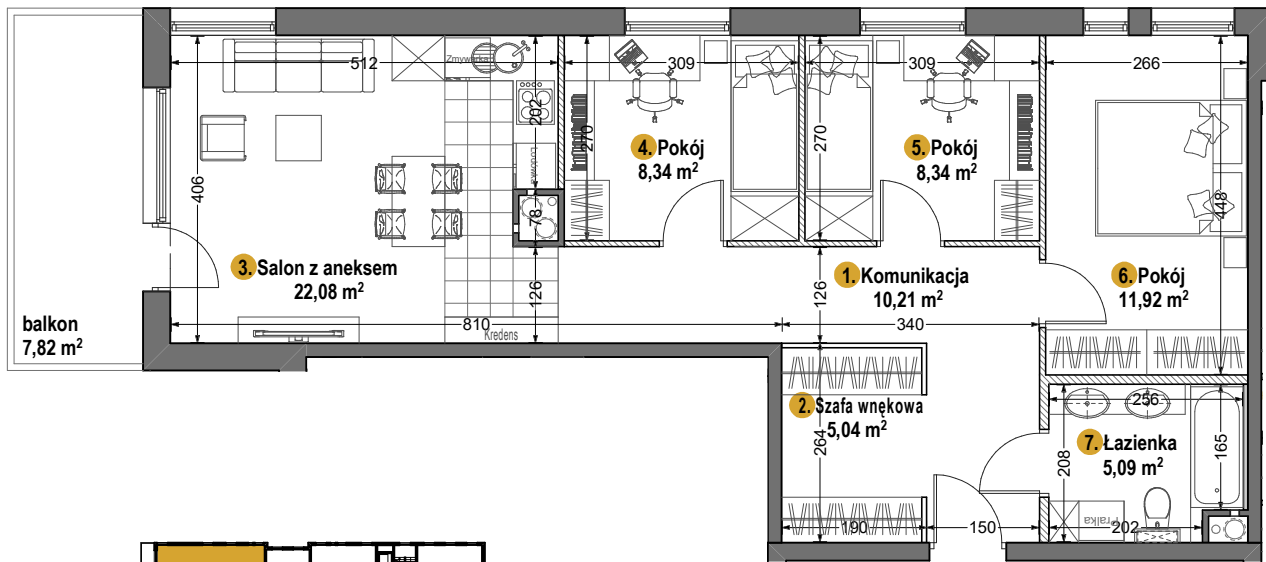 512
Zmywarka
202
Lodówka
78
406
126
3. Salon z aneksem
22,08 m²
810
Kredens
balkon
7,82 m²
309
270
4. Pokój
8,34 m²
309
270
5. Pokój
8,34 m²
266
448
6. Pokój
11,92 m²
1. Komunikacja
10,21 m²
126
340
2. Szafa wnękowa
5,04 m²
264
190
150
256
7. Łazienka
5,09 m²
208
165
Pralka
202